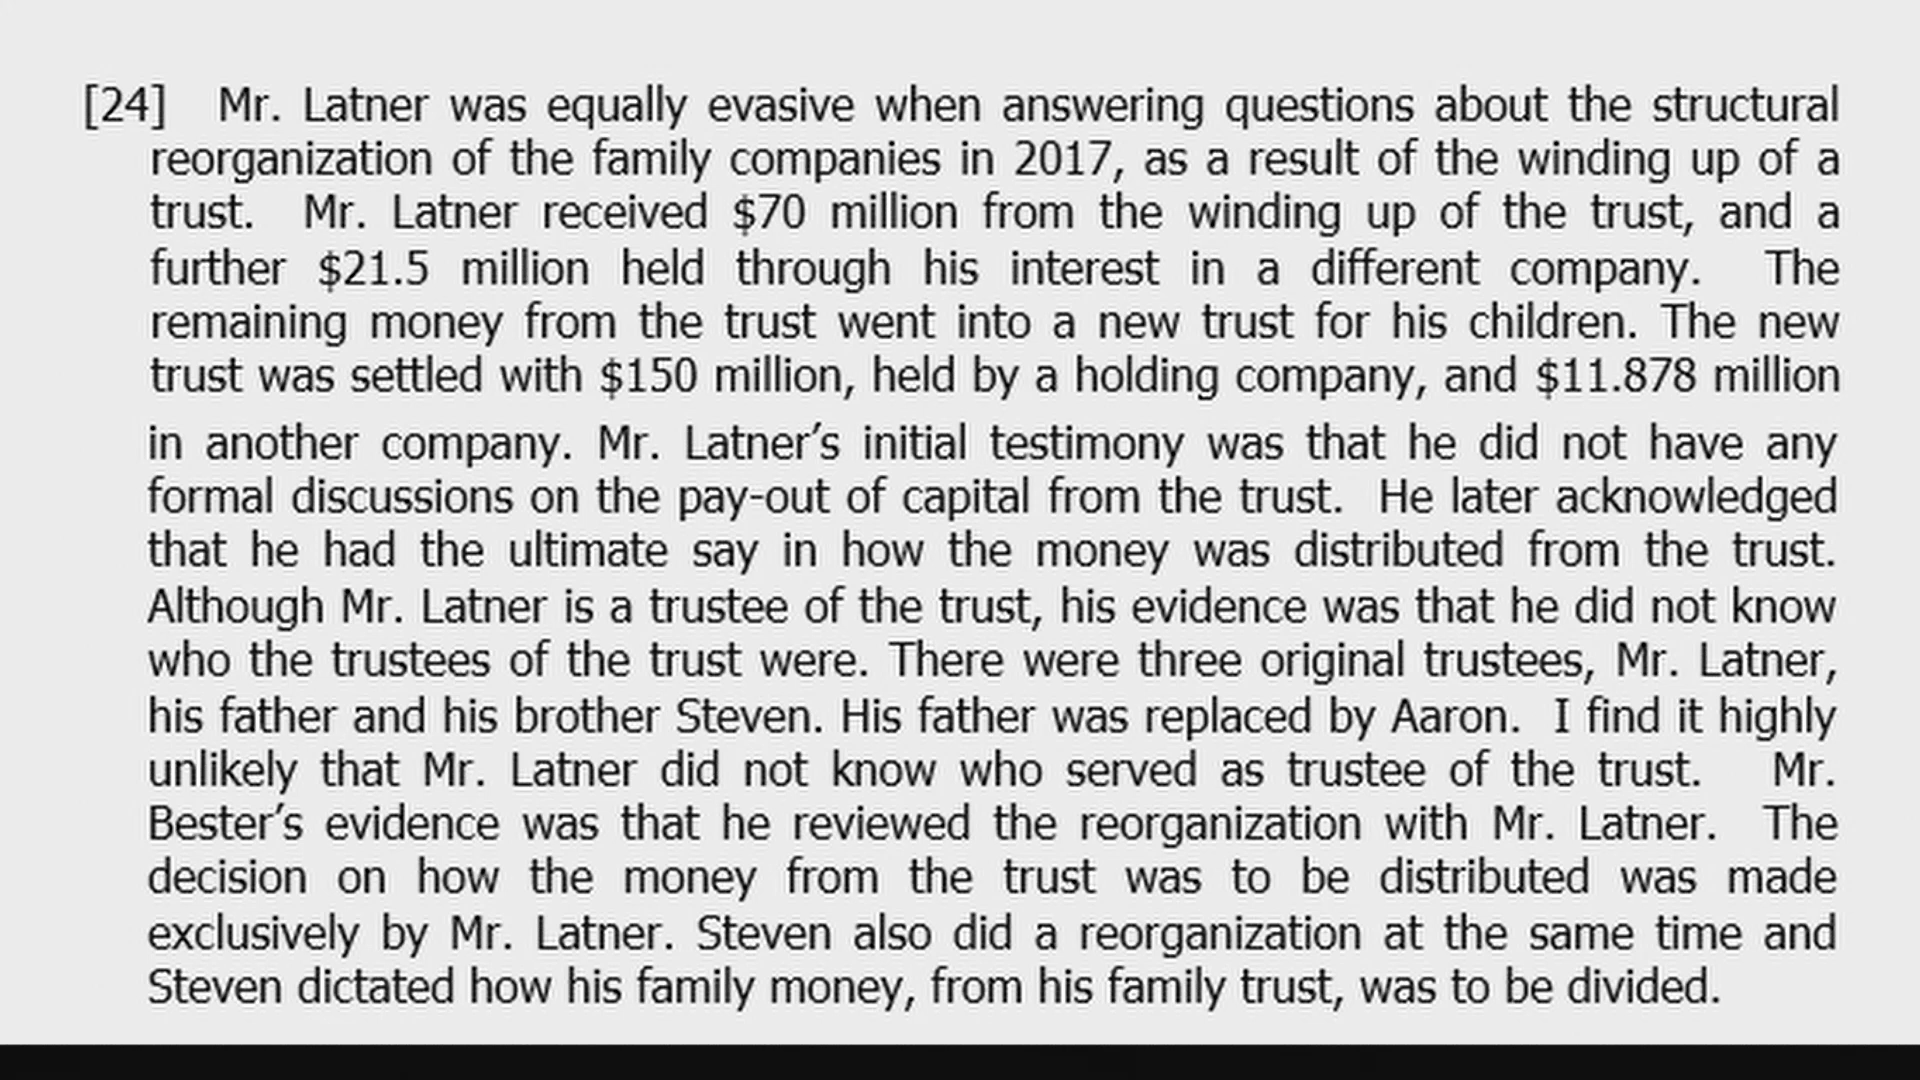 [24] Mr. Latner was equally evasive when answering questions about the structural
reorganization of the family companies in 2017, as a result of the winding up of a
trust. Mr. Latner received $70 million from the winding up of the trust, and a
further $21.5 million held through his interest in a different company. The
remaining money from the trust went into a new trust for his children. The new
trust was settled with $150 million, held by a holding company, and $11.878 million
in another company. Mr. Latner’s initial testimony was that he did not have any
formal discussions on the pay-out of capital from the trust. He later acknowledged
that he had the ultimate say in how the money was distributed from the trust.
Although Mr. Latner is a trustee of the trust, his evidence was that he did not know
who the trustees of the trust were. There were three original trustees, Mr. Latner,
his father and his brother Steven. His father was replaced by Aaron. I find it highly
unlikely that Mr. Latner did not know who served as trustee of the trust. Mr.
Bester’s evidence was that he reviewed the reorganization with Mr. Latner. The
decision on how the money from the trust was to be distributed was made
exclusively by Mr. Latner. Steven also did a reorganization at the same time and
Steven dictated how his family money, from his family trust, was to be divided.